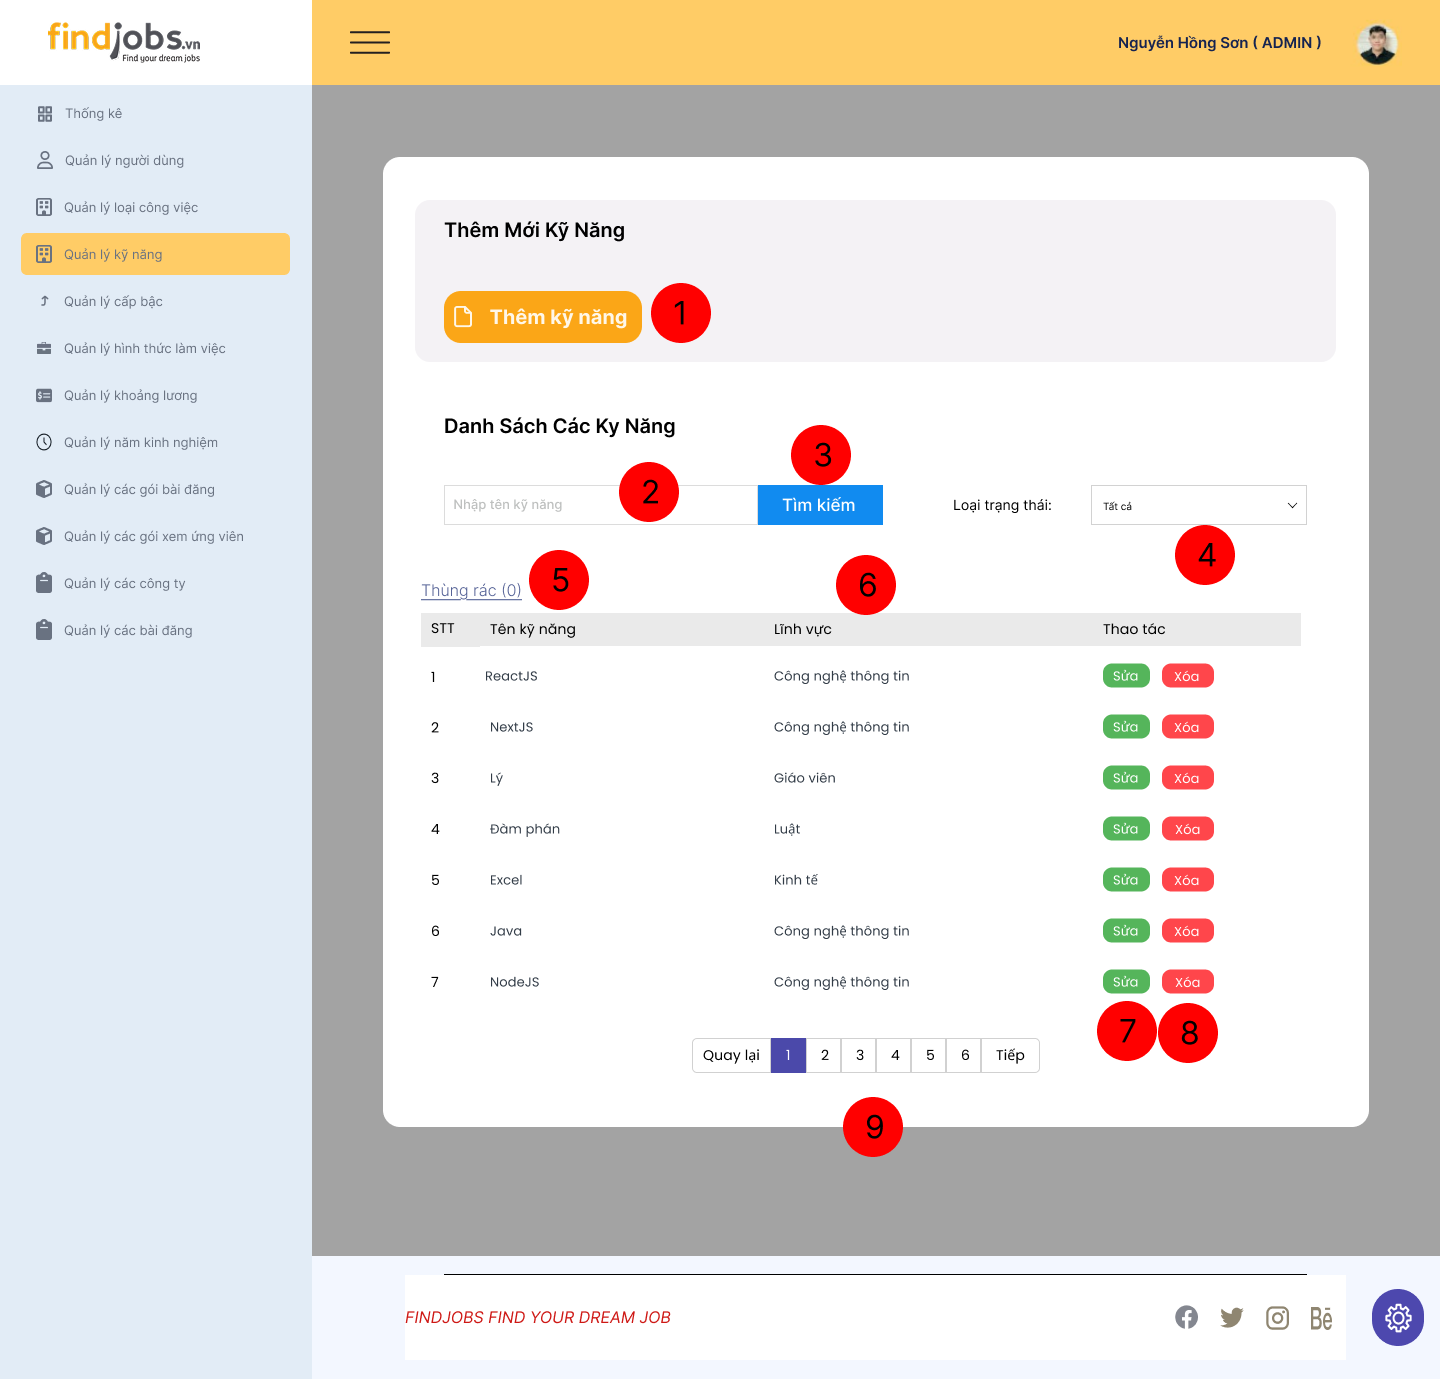 findjobs.vn
Find your dream jobs
Nguyễn Hồng Sơn ( ADMIN )
Thống kê
Quản lý người dùng
Quản lý loại công việc
Quản lý kỹ năng
Quản lý cấp bậc
Quản lý hình thức làm việc
Quản lý khoảng lương
Quản lý năm kinh nghiệm
Quản lý các gói bài đăng
Quản lý các gói xem ứng viên
Quản lý các công ty
Quản lý các bài đăng
Thêm Mới Kỹ Năng
Thêm kỹ năng 1
Danh Sách Các Ky Năng
3
Nhập tên kỹ năng 2 Tìm kiếm Loại trạng thái: Tất cả
4
Thùng rác (0) 5 6
STT Tên kỹ năng Lĩnh vực Thao tác
1 ReactJS Công nghệ thông tin Sửa Xóa
2 NextJS Công nghệ thông tin Sửa Xóa
3 Lý Giáo viên Sửa Xóa
4 Đàm phán Luật Sửa Xóa
5 Excel Kinh tế Sửa Xóa
6 Java Công nghệ thông tin Sửa Xóa
7 NodeJS Công nghệ thông tin Sửa Xóa
7 8
Quay lại 1 2 3 4 5 6 Tiếp
9
FINDJOBS FIND YOUR DREAM JOB
Bē